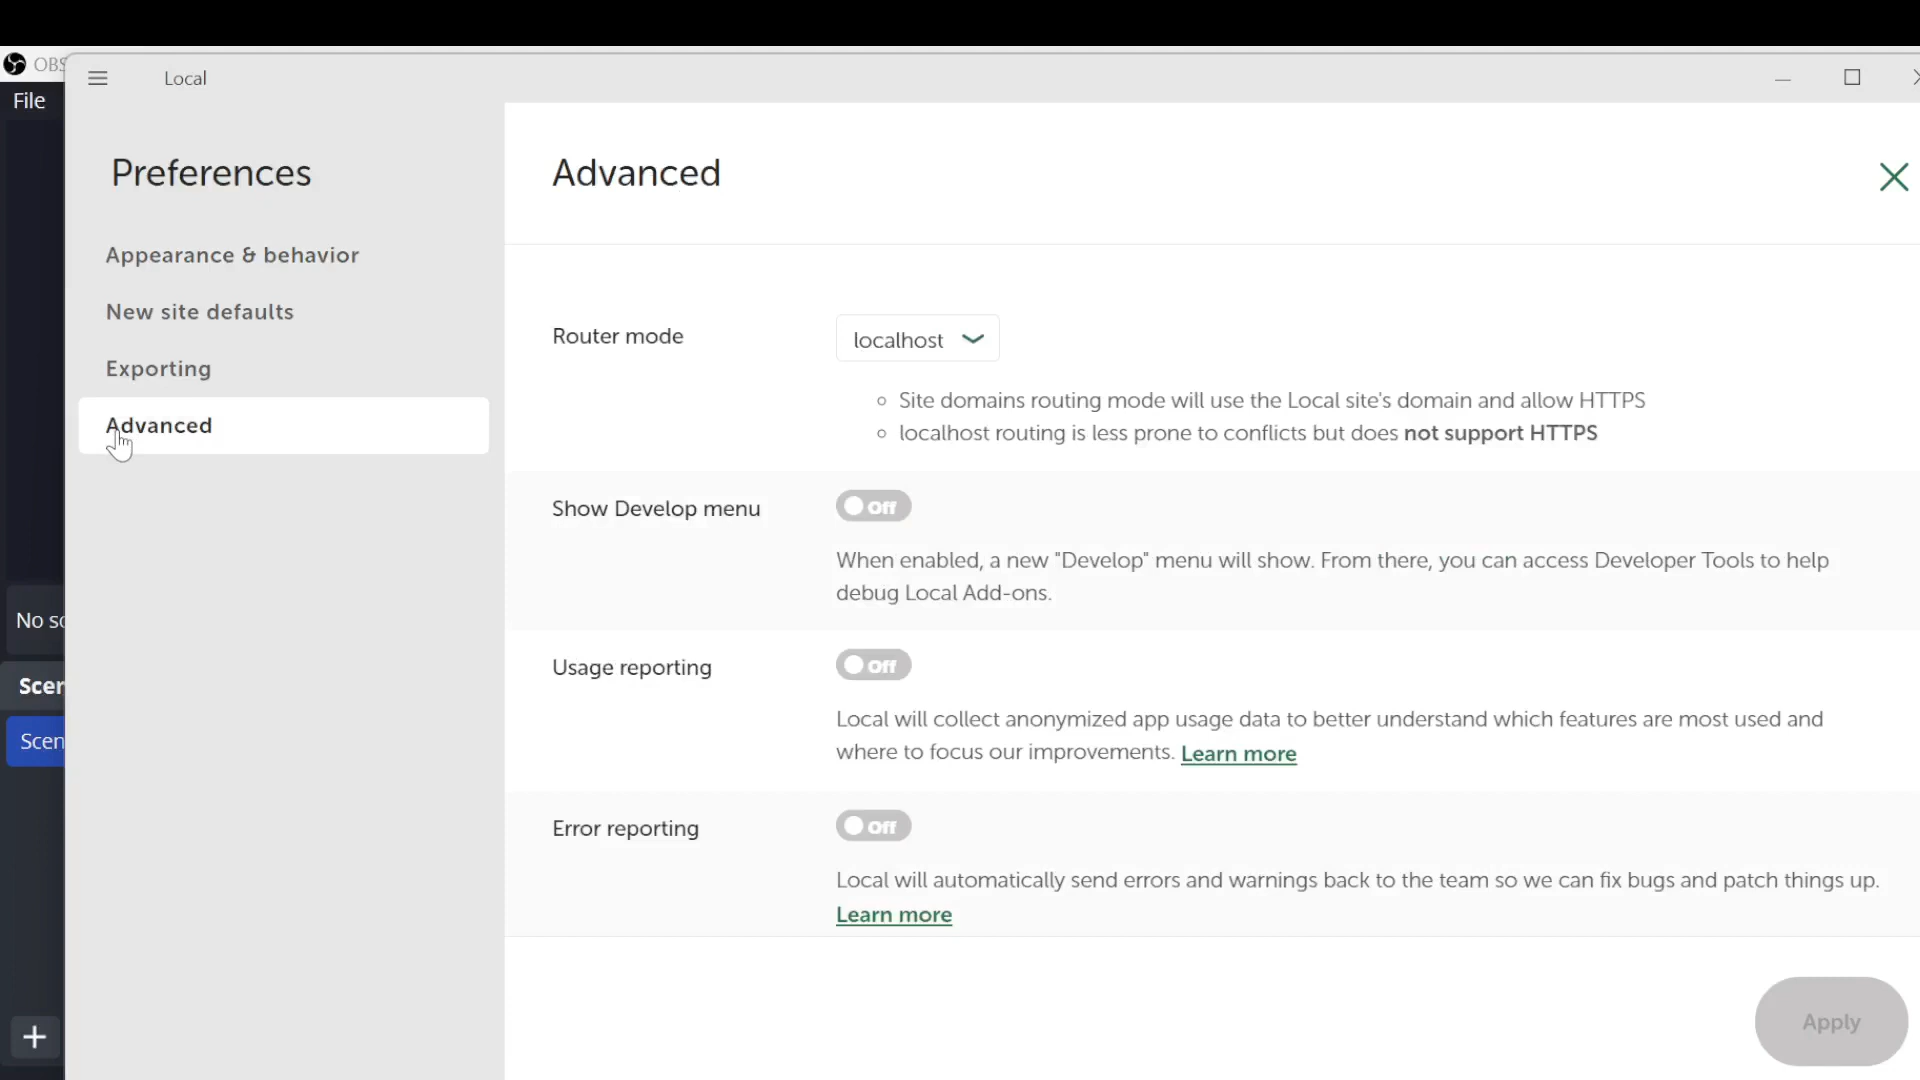 OBS
Local
File
Preferences
Advanced
Appearance & behavior
New site defaults
Exporting
Advanced
Router mode
localhost
Site domains routing mode will use the Local site's domain and allow HTTPS
localhost routing is less prone to conflicts but does not support HTTPS
Show Develop menu
Off
When enabled, a new "Develop" menu will show. From there, you can access Developer Tools to help
debug Local Add-ons.
No so
Usage reporting
Off
Scen
Local will collect anonymized app usage data to better understand which features are most used and
where to focus our improvements. Learn more
Scen
Error reporting
Off
Local will automatically send errors and warnings back to the team so we can fix bugs and patch things up.
Learn more
Apply